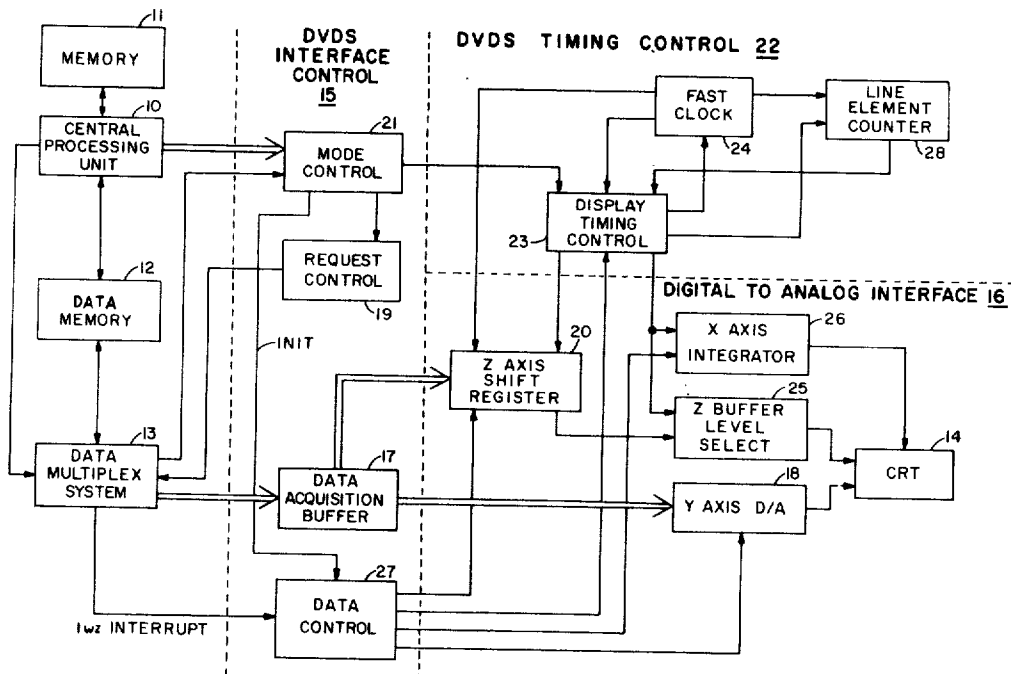 11
MEMORY
10
CENTRAL
PROCESSING
UNIT
12
DATA
MEMORY
13
DATA
MULTIPLEX
SYSTEM
Iwz INTERRUPT
DVDS
INTERFACE
CONTROL
15
21
MODE
CONTROL
REQUEST
CONTROL
19
INIT
17
DATA
ACQUISITION
BUFFER
27
DATA
CONTROL
DVDS TIMING CONTROL 22
FAST
CLOCK
24
LINE
ELEMENT
COUNTER
28
DISPLAY
TIMING
CONTROL
23
DIGITAL TO ANALOG INTERFACE 16
20
Z AXIS
SHIFT
REGISTER
26
X AXIS
INTEGRATOR
25
Z BUFFER
LEVEL
SELECT
18
Y AXIS D/A
14
CRT